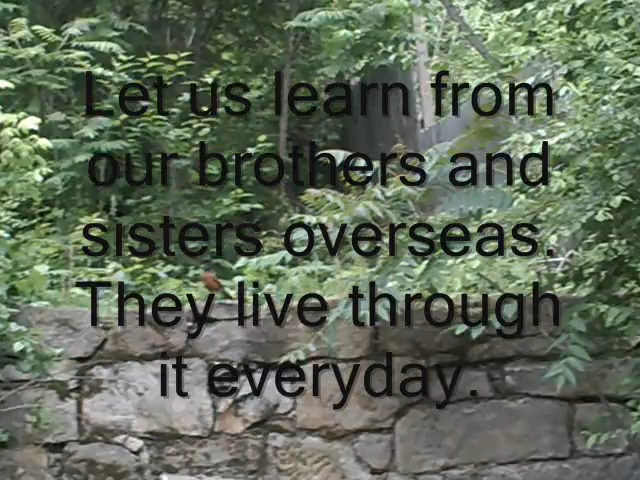 Let us learn from
our brothers and
sisters overseas.
They live through
it everyday.